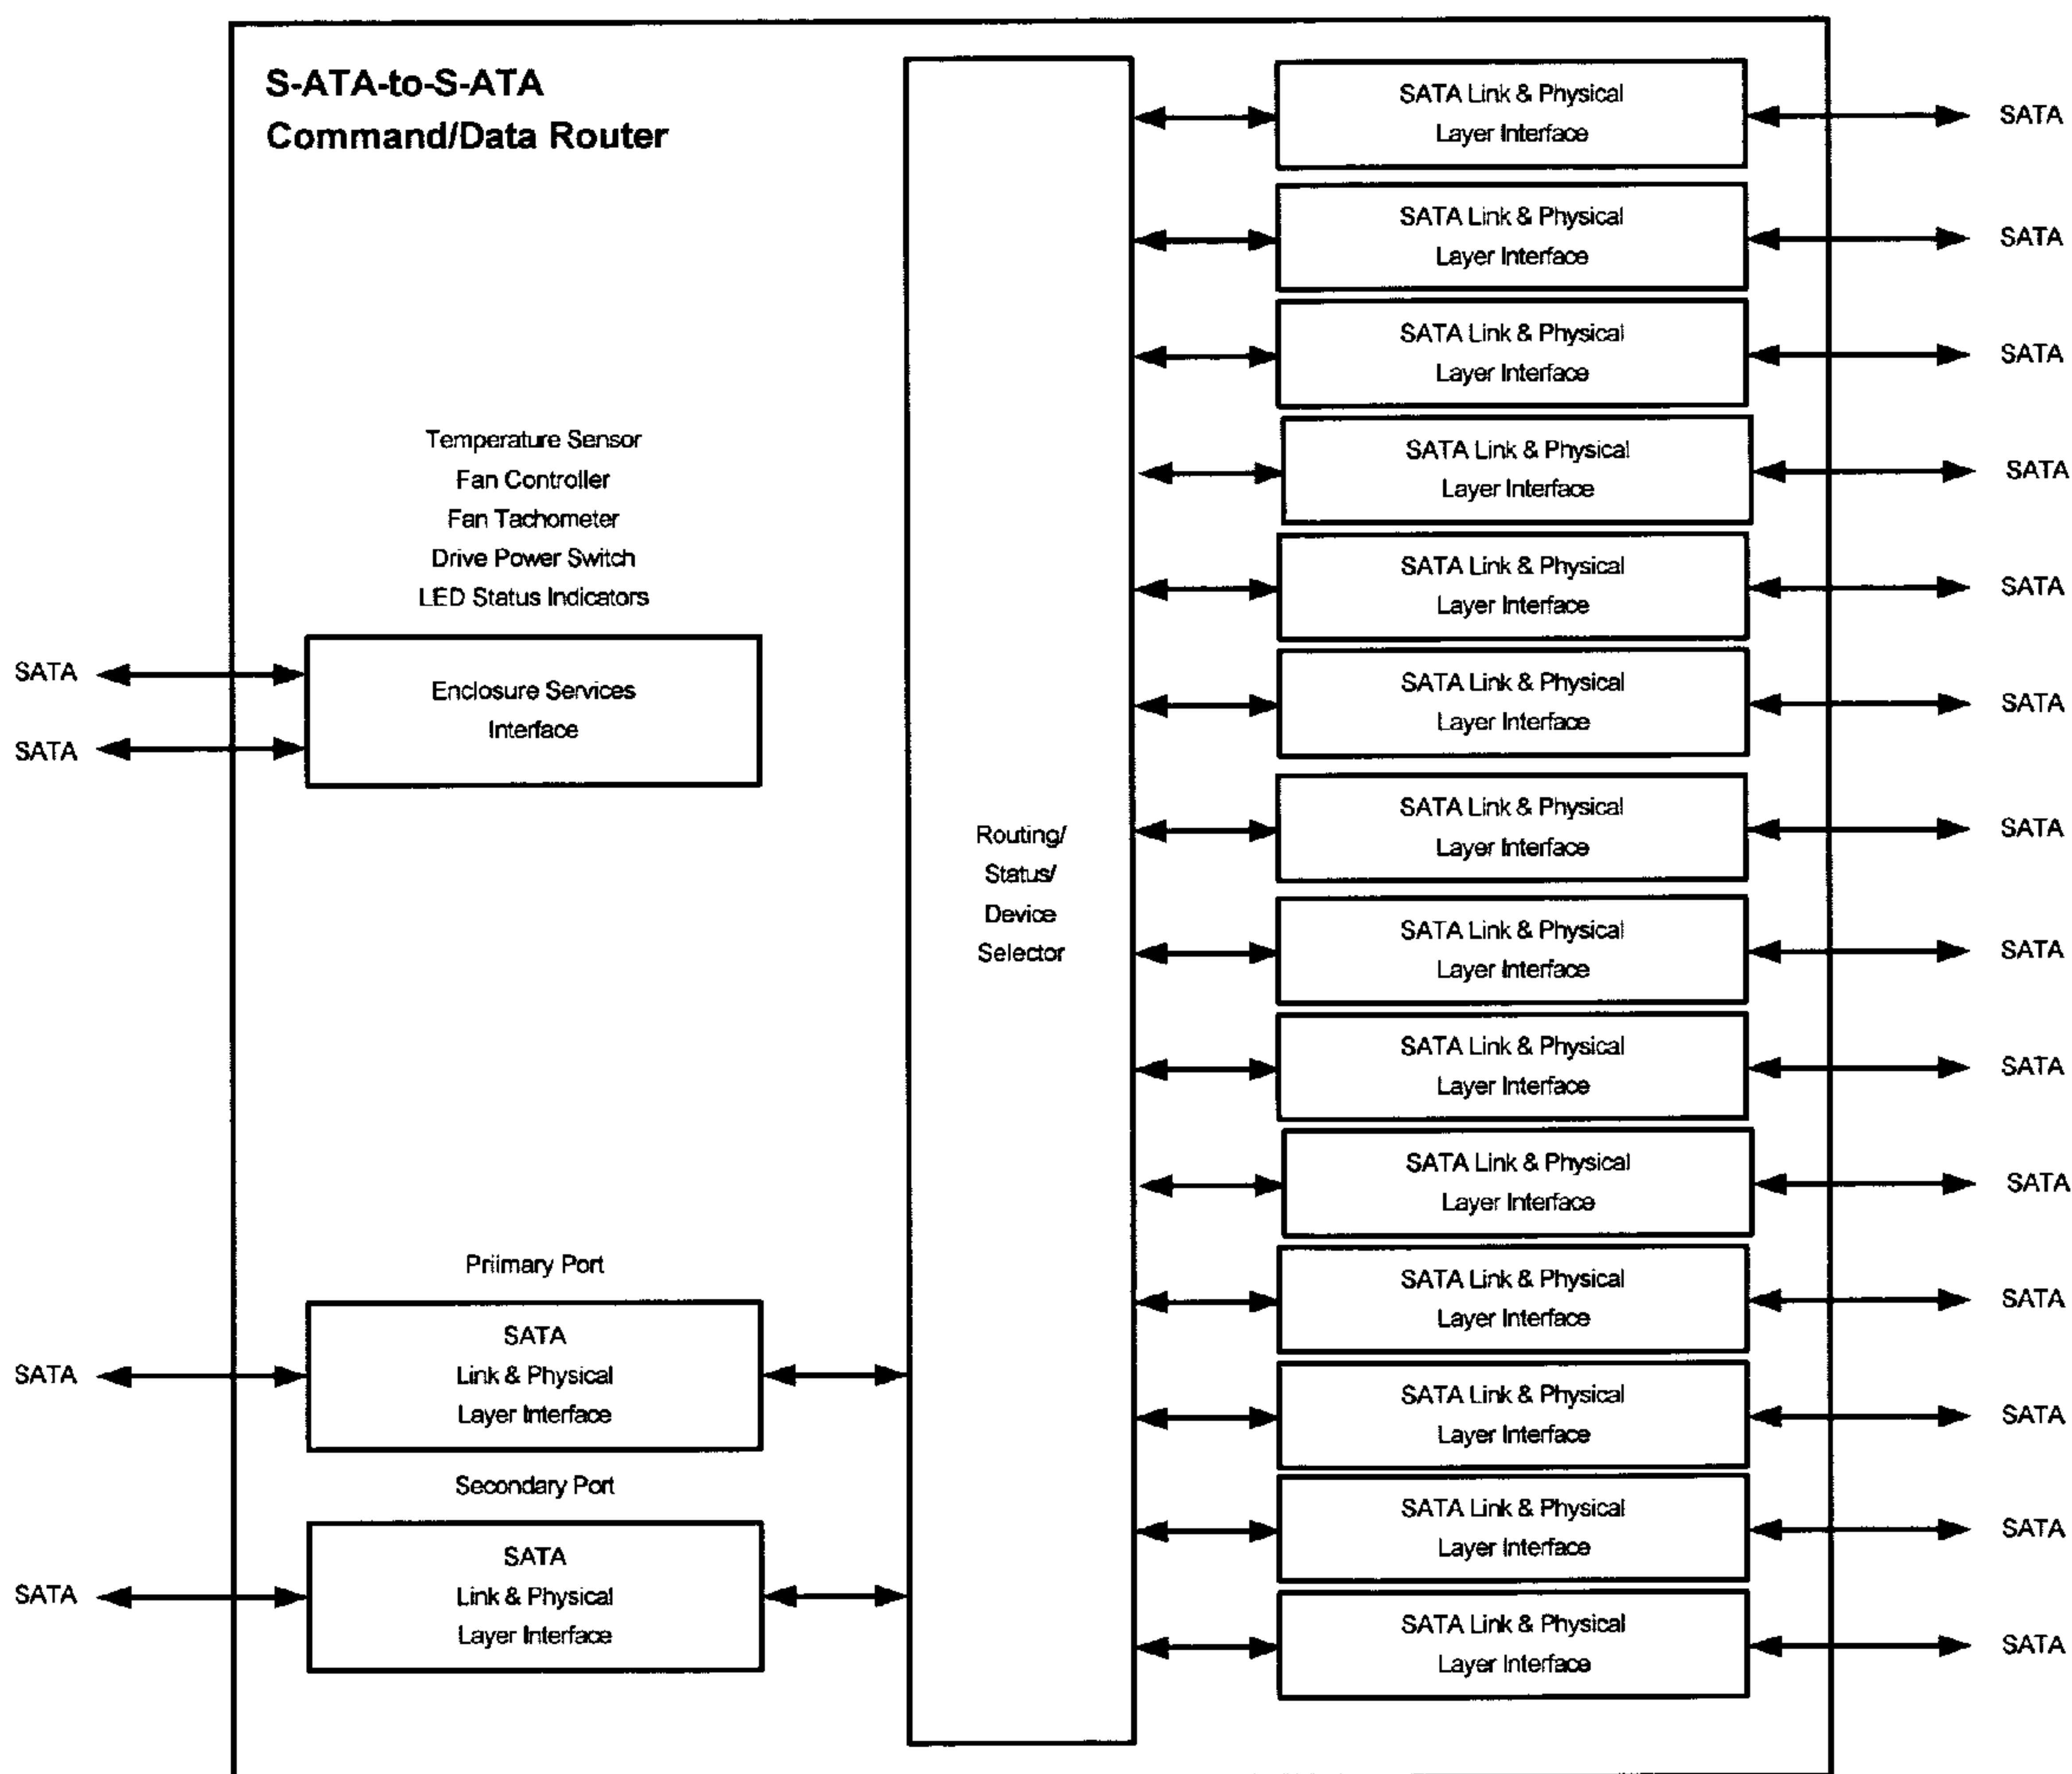 S-ATA-to-S-ATA
Command/Data Router
Temperature Sensor
Fan Controller
Fan Tachometer
Drive Power Switch
LED Status Indicators
SATA
SATA
Enclosure Services
Interface
Priimary Port
SATA
SATA
Link & Physical
Layer Interface
Secondary Port
SATA
SATA
Link & Physical
Layer Interface
Routing/
Status/
Device
Selector
SATA Link & Physical
Layer Interface
SATA
SATA Link & Physical
Layer Interface
SATA
SATA Link & Physical
Layer Interface
SATA
SATA Link & Physical
Layer Interface
SATA
SATA Link & Physical
Layer Interface
SATA
SATA Link & Physical
Layer Interface
SATA
SATA Link & Physical
Layer Interface
SATA
SATA Link & Physical
Layer Interface
SATA
SATA Link & Physical
Layer Interface
SATA
SATA Link & Physical
Layer Interface
SATA
SATA Link & Physical
Layer Interface
SATA
SATA Link & Physical
Layer Interface
SATA
SATA Link & Physical
Layer Interface
SATA
SATA Link & Physical
Layer Interface
SATA